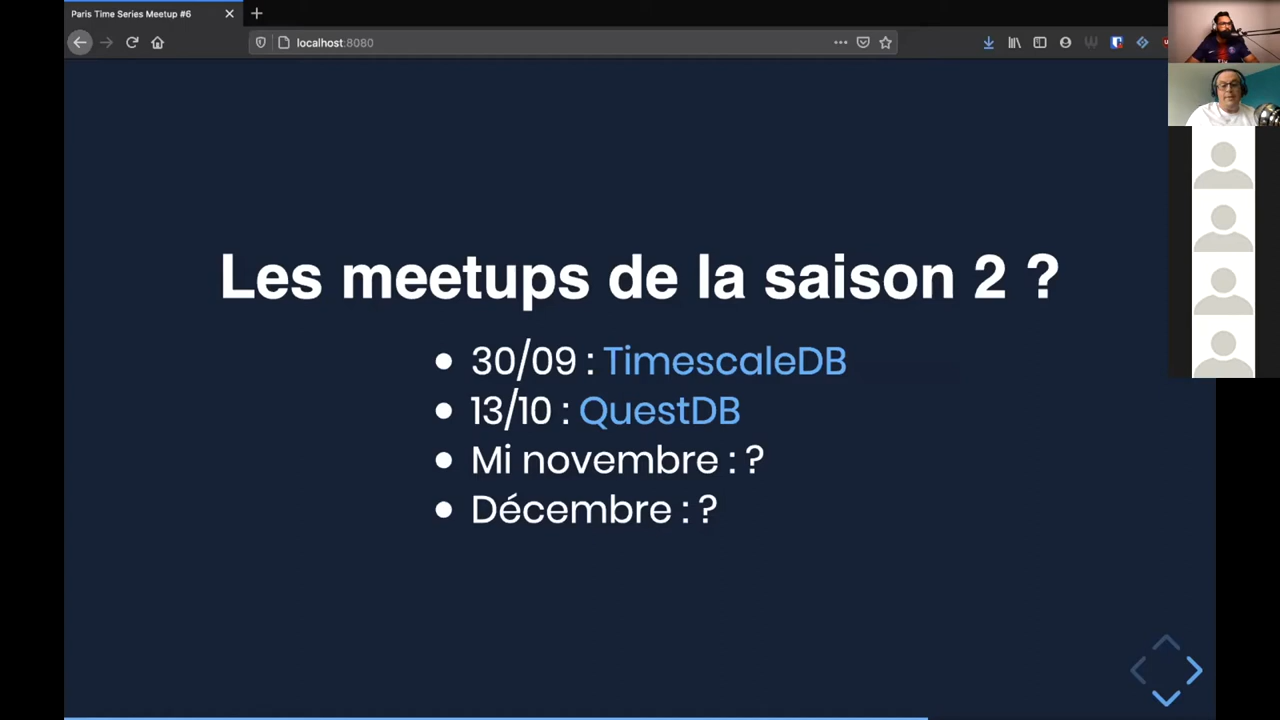 Paris Time Series Meetup #6
localhost:8080
Les meetups de la saison 2 ?
30/09 : TimescaleDB
13/10 : QuestDB
Mi novembre : ?
Décembre : ?